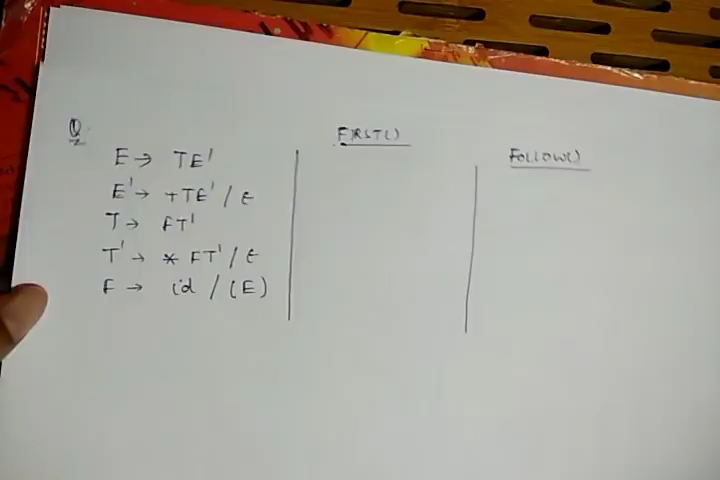 Q.
FIRST()
FOLLOW()
E → TE'
E' → +TE' / ε
T → FT'
T' → * FT' / ε
F → id / (E)